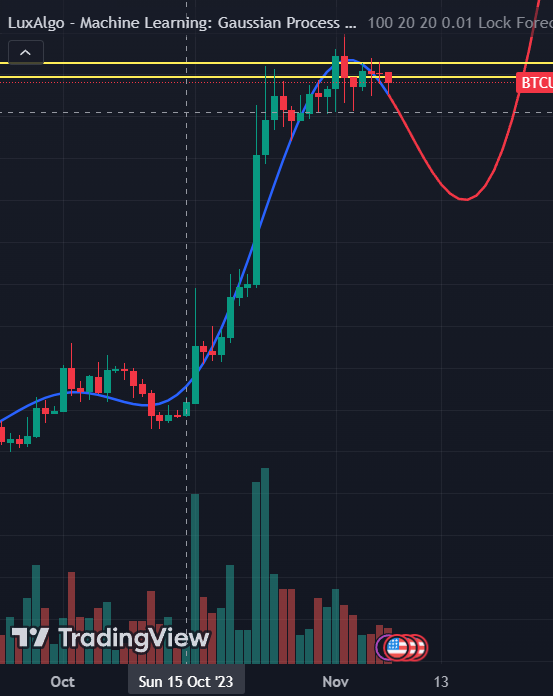 LuxAlgo - Machine Learning: Gaussian Process ... 100 20 20 0.01 Lock Forec
BTCU
TradingView
Oct Sun 15 Oct '23 Nov 13